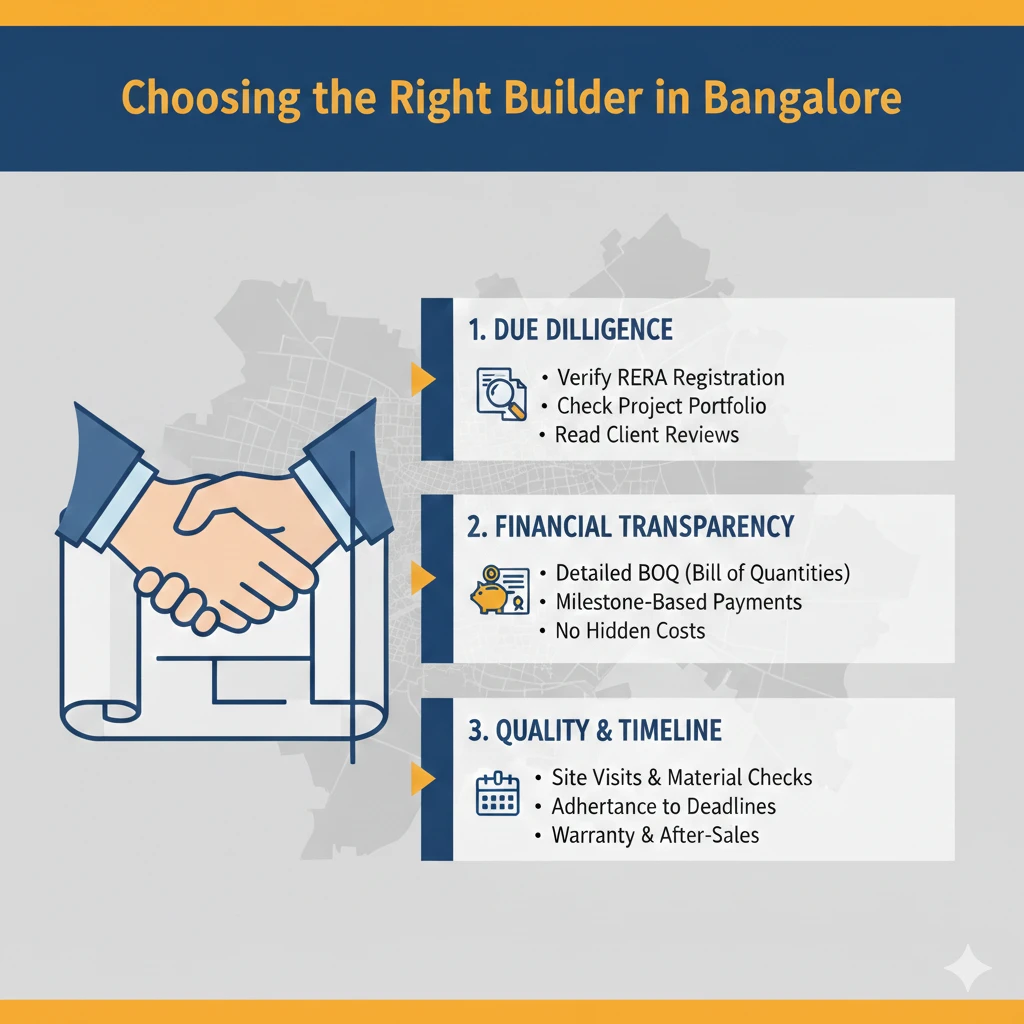 Choosing the Right Builder in Bangalore
1. DUE DILLIGENCE
• Verify RERA Registration
• Check Project Portfolio
• Read Client Reviews
2. FINANCIAL TRANSPARENCY
• Detailed BOQ (Bill of Quantities)
• Milestone-Based Payments
• No Hidden Costs
3. QUALITY & TIMELINE
• Site Visits & Material Checks
• Adhertance to Deadlines
• Warranty & After-Sales